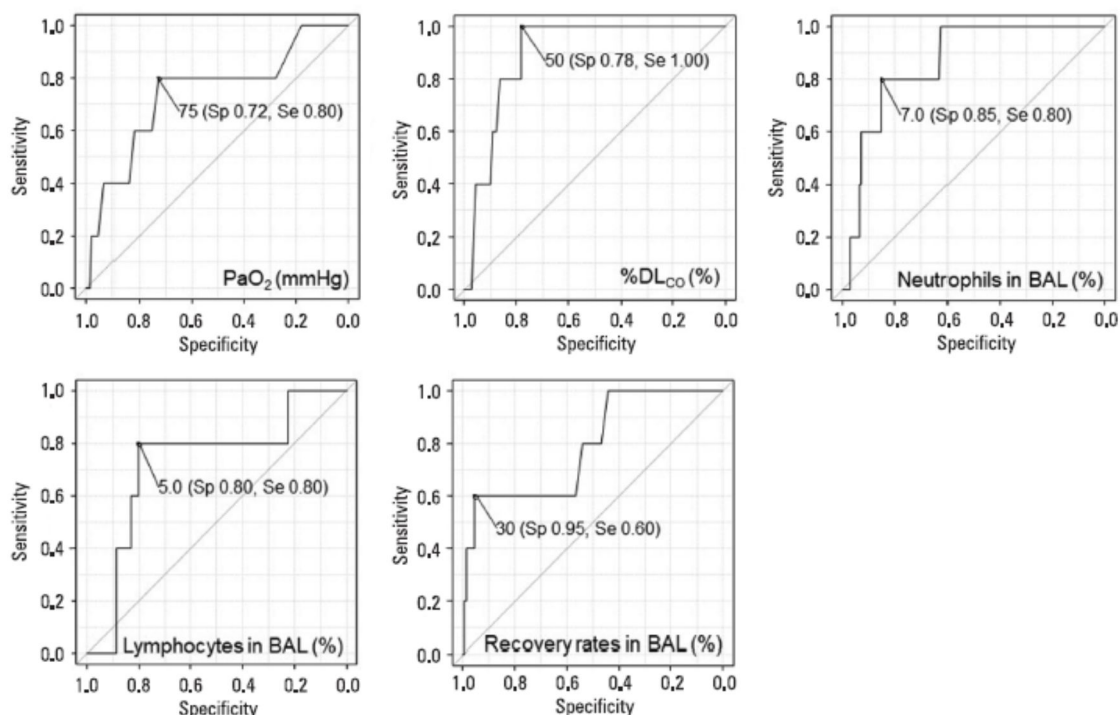 1.0
0.8
0.6
0.4
0.2
0.0
Sensitivity
75 (Sp 0.72, Se 0.80)
PaO₂ (mmHg)
1.0 0.8 0.6 0.4 0.2 0.0
Specificity
1.0
0.8
0.6
0.4
0.2
0.0
Sensitivity
50 (Sp 0.78, Se 1.00)
%DL_CO (%)
1.0 0.8 0.6 0.4 0.2 0.0
Specificity
1.0
0.8
0.6
0.4
0.2
0.0
Sensitivity
7.0 (Sp 0.85, Se 0.80)
Neutrophils in BAL (%)
1.0 0.8 0.6 0.4 0.2 0.0
Specificity
1.0
0.8
0.6
0.4
0.2
0.0
Sensitivity
5.0 (Sp 0.80, Se 0.80)
Lymphocytes in BAL (%)
1.0 0.8 0.6 0.4 0.2 0.0
Specificity
1.0
0.8
0.6
0.4
0.2
0.0
Sensitivity
30 (Sp 0.95, Se 0.60)
Recovery rates in BAL (%)
1.0 0.8 0.6 0.4 0.2 0.0
Specificity